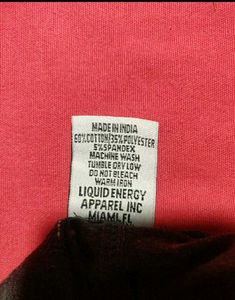 MADE IN INDIA
60% COTTON/35% POLYESTER
5% SPANDEX
MACHINE WASH
TUMBLE DRY LOW
DO NOT BLEACH
WARM IRON
LIQUID ENERGY
APPAREL INC
MIAMI, FL